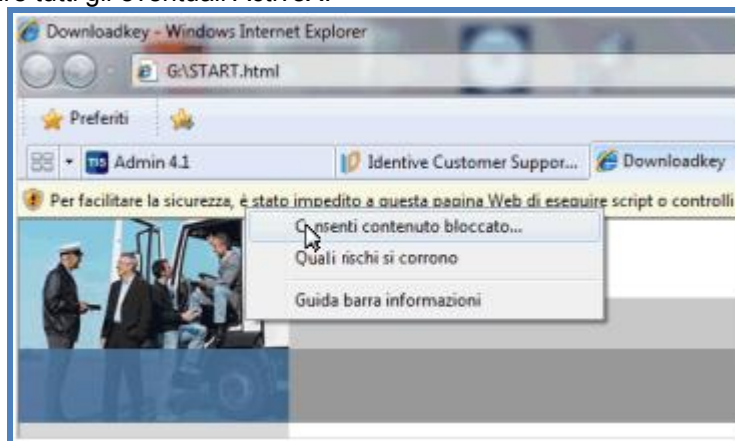 Downloadkey - Windows Internet Explorer
G:\START.html
Preferiti
TIS Admin 4.1 Identive Customer Suppor... Downloadkey
Per facilitare la sicurezza, è stato impedito a questa pagina Web di eseguire script o controlli
Consenti contenuto bloccato...
Quali rischi si corrono
Guida barra informazioni